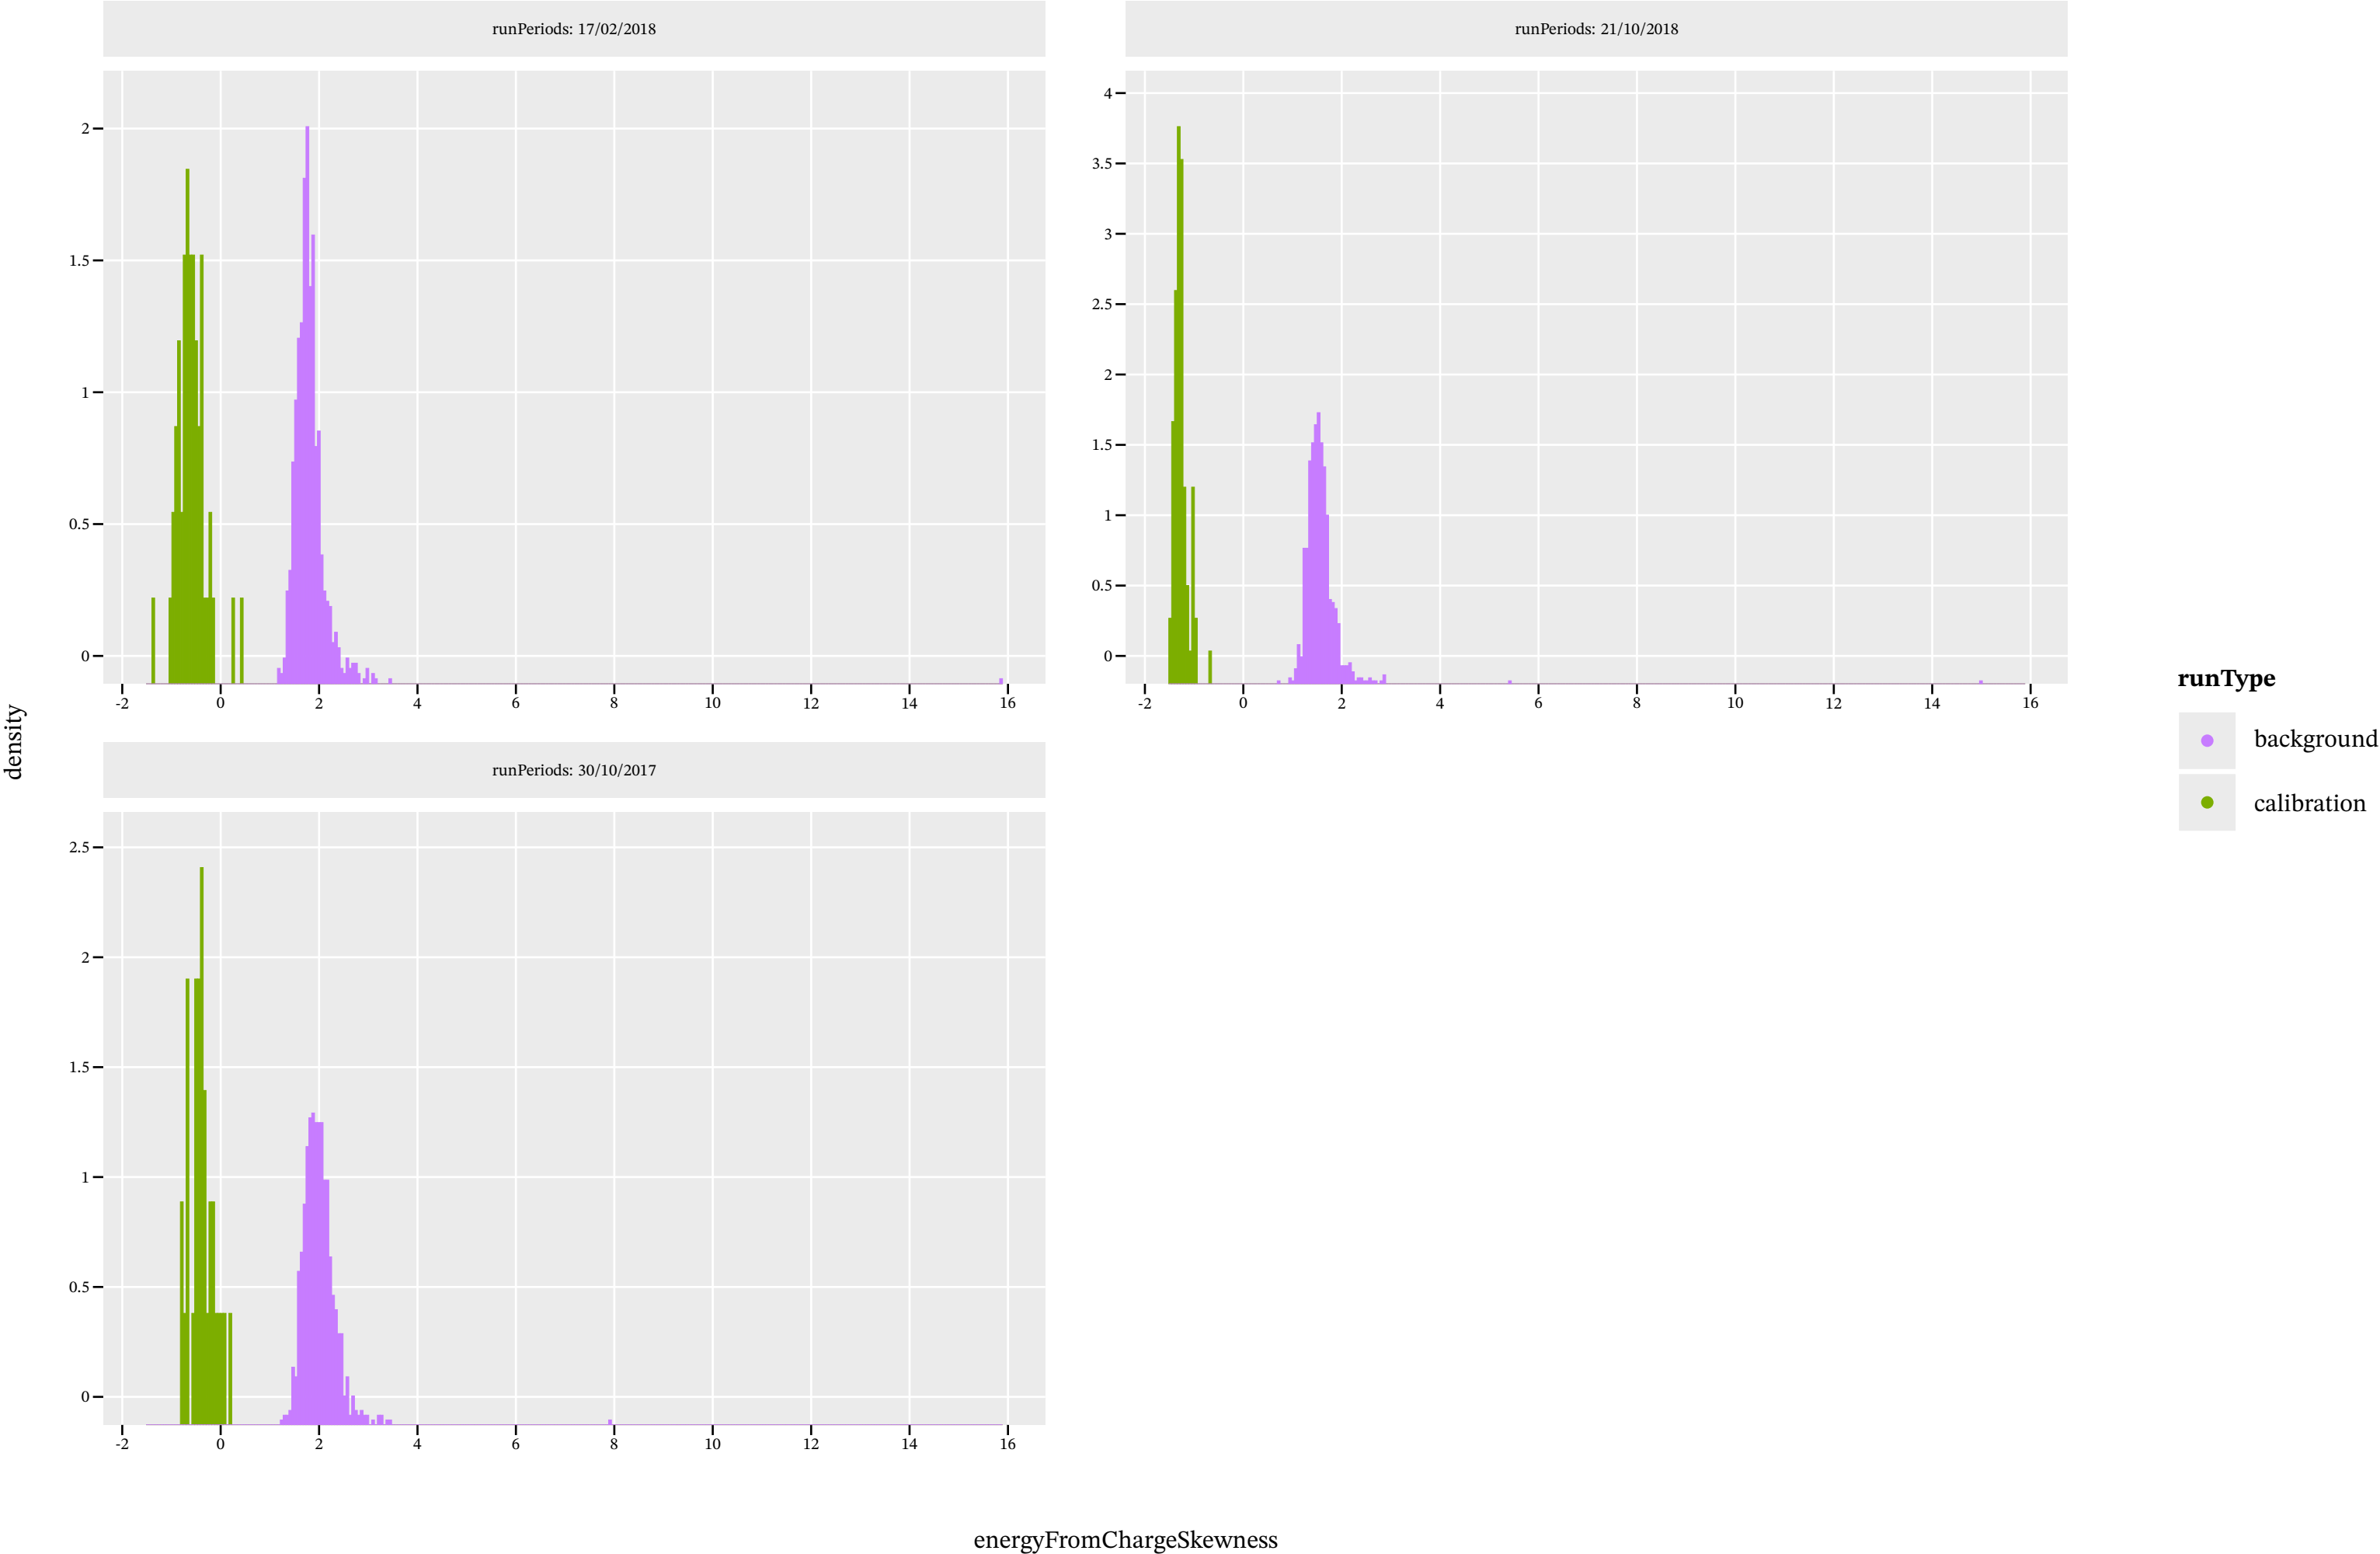 runPeriods: 17/02/2018
2
1.5
1
0.5
0
-2 0 2 4 6 8 10 12 14 16
runPeriods: 21/10/2018
4
3.5
3
2.5
2
1.5
1
0.5
0
-2 0 2 4 6 8 10 12 14 16
runPeriods: 30/10/2017
2.5
2
1.5
1
0.5
0
-2 0 2 4 6 8 10 12 14 16
density
energyFromChargeSkewness
runType
background
calibration